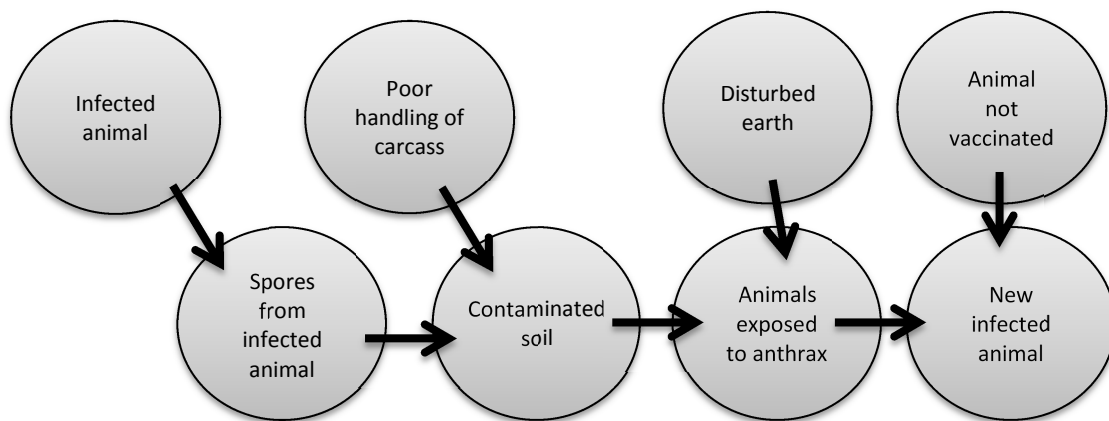 Infected
animal
Poor
handling of
carcass
Disturbed
earth
Animal
not
vaccinated
Spores
from
infected
animal
Contaminated
soil
Animals
exposed
to anthrax
New
infected
animal